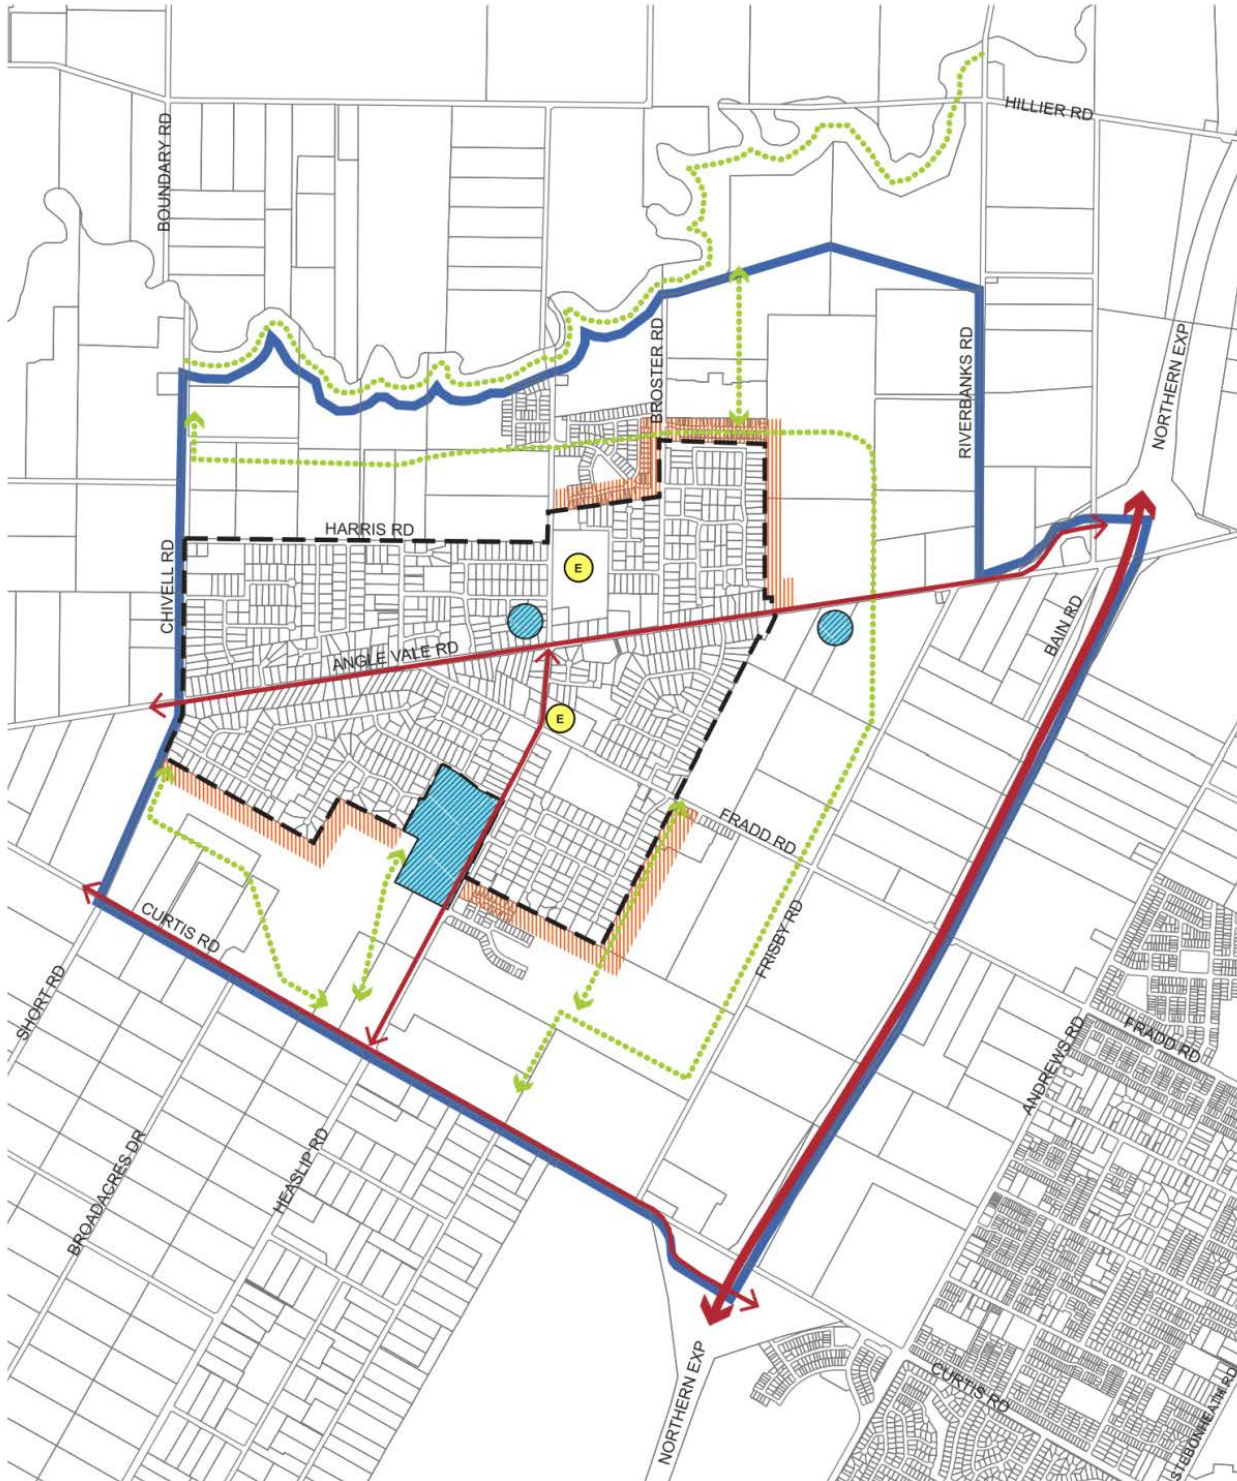 HILLIER RD
BOUNDARY RD
BROSTER RD
RIVERBANKS RD
NORTHERN EXP
HARRIS RD
CHIVELL RD
E
ANGLE VALE RD
BAIN RD
E
FRADD RD
CURTIS RD
FRISBY RD
SHORT RD
ANDREWS RD
FRADD RD
BROADACRES DR
HEASLIP RD
NORTHERN EXP
CURTIS RD
STEBONHEATH RD